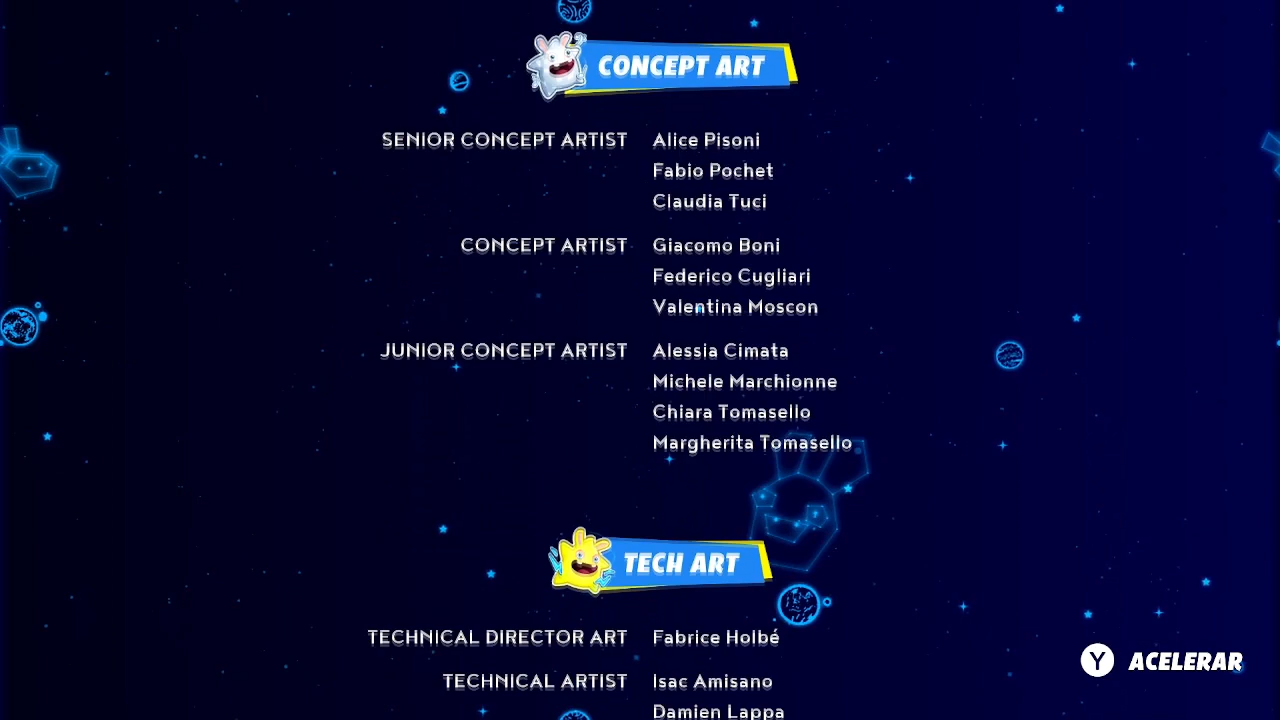 CONCEPT ART
SENIOR CONCEPT ARTIST Alice Pisoni
Fabio Pochet
Claudia Tuci
CONCEPT ARTIST Giacomo Boni
Federico Cugliari
Valentina Moscon
JUNIOR CONCEPT ARTIST Alessia Cimata
Michele Marchionne
Chiara Tomasello
Margherita Tomasello
TECH ART
TECHNICAL DIRECTOR ART Fabrice Holbé
TECHNICAL ARTIST Isac Amisano
Damien Lappa
Y ACELERAR